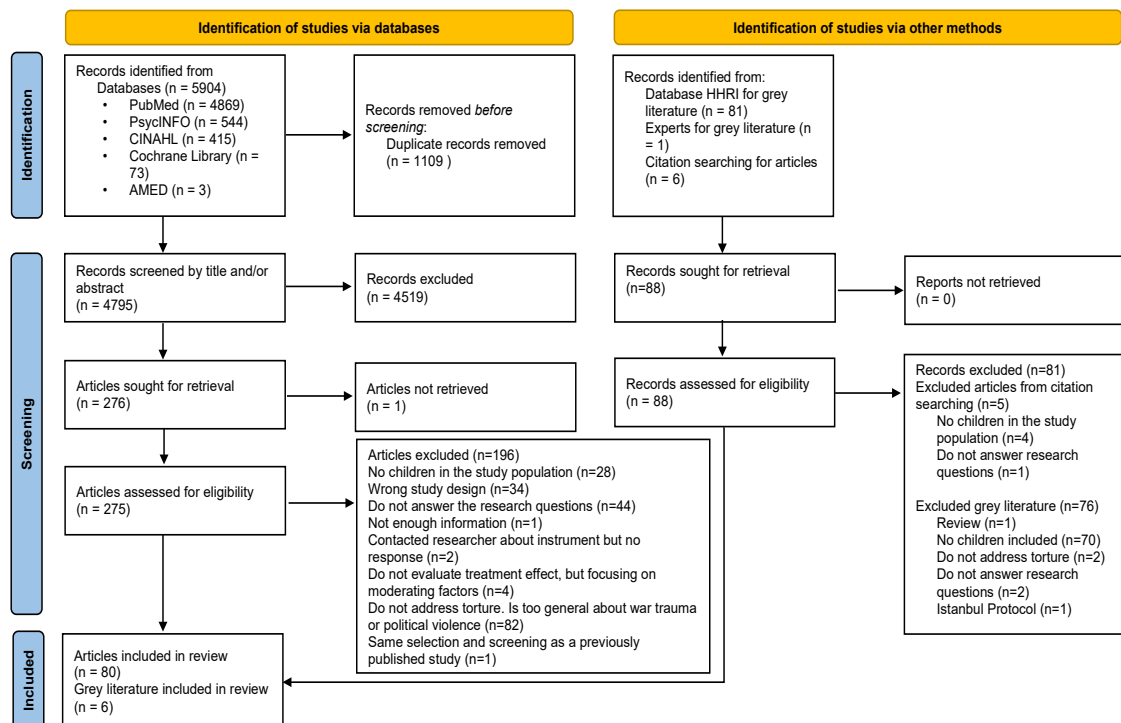 Identification of studies via databases
Identification of studies via other methods
Identification
Records identified from
Databases (n = 5904)
• PubMed (n = 4869)
• PsycINFO (n = 544)
• CINAHL (n = 415)
• Cochrane Library (n =
73)
• AMED (n = 3)
Records removed before
screening:
Duplicate records removed
(n = 1109 )
Records identified from:
Database HHRI for grey
literature (n = 81)
Experts for grey literature (n
= 1)
Citation searching for articles
(n = 6)
Screening
Records screened by title and/or
abstract
(n = 4795)
Records excluded
(n = 4519)
Records sought for retrieval
(n=88)
Reports not retrieved
(n = 0)
Articles sought for retrieval
(n = 276)
Articles not retrieved
(n = 1)
Records assessed for eligibility
(n = 88)
Records excluded (n=81)
Excluded articles from citation
searching (n=5)
No children in the study
population (n=4)
Do not answer research
questions (n=1)
Excluded grey literature (n=76)
Review (n=1)
No children included (n=70)
Do not address torture (n=2)
Do not answer research
questions (n=2)
Istanbul Protocol (n=1)
Articles assessed for eligibility
(n = 275)
Articles excluded (n=196)
No children in the study population (n=28)
Wrong study design (n=34)
Do not answer the research questions (n=44)
Not enough information (n=1)
Contacted researcher about instrument but no
response (n=2)
Do not evaluate treatment effect, but focusing on
moderating factors (n=4)
Do not address torture. Is too general about war trauma
or political violence (n=82)
Same selection and screening as a previously
published study (n=1)
Included
Articles included in review
(n = 80)
Grey literature included in review
(n = 6)